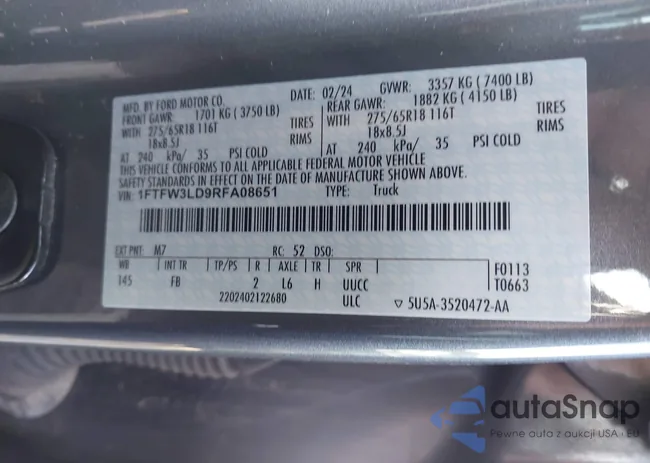 MFD. BY FORD MOTOR CO. DATE: 02/24 GVWR: 3357 KG ( 7400 LB)
FRONT GAWR: 1701 KG ( 3750 LB) REAR GAWR: 1882 KG ( 4150 LB)
WITH 275/65R18 116T TIRES WITH 275/65R18 116T TIRES
18x8.5J RIMS 18x8.5J RIMS
AT 240 kPa/ 35 PSI COLD AT 240 kPa/ 35 PSI COLD
THIS VEHICLE CONFORMS TO ALL APPLICABLE FEDERAL MOTOR VEHICLE
SAFETY STANDARDS IN EFFECT ON THE DATE OF MANUFACTURE SHOWN ABOVE.
VIN: 1FTFW3LD9RFA08651 TYPE: Truck
EXT PNT: M7 RC: 52 DSO:
WB INT TR TP/PS R AXLE TR SPR F0113
145 FB 2 L6 H UUCC T0663
2202402122680 ULC ▽ 5U5A-3520472-AA
autaSnap
Pewne auta z aukcji USA i EU